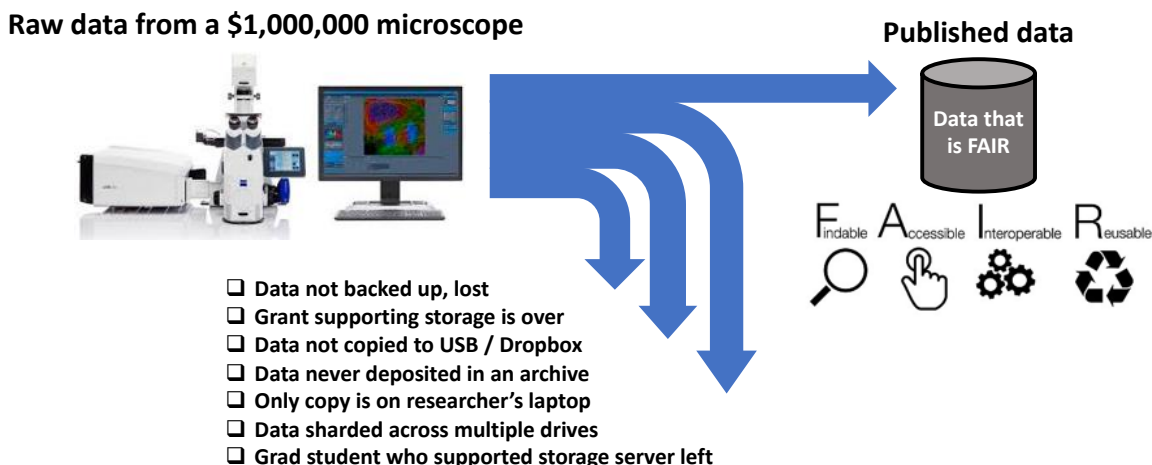 Raw data from a $1,000,000 microscope
Published data
Data that
is FAIR
Findable Accessible Interoperable Reusable
Data not backed up, lost
Grant supporting storage is over
Data not copied to USB / Dropbox
Data never deposited in an archive
Only copy is on researcher's laptop
Data sharded across multiple drives
Grad student who supported storage server left